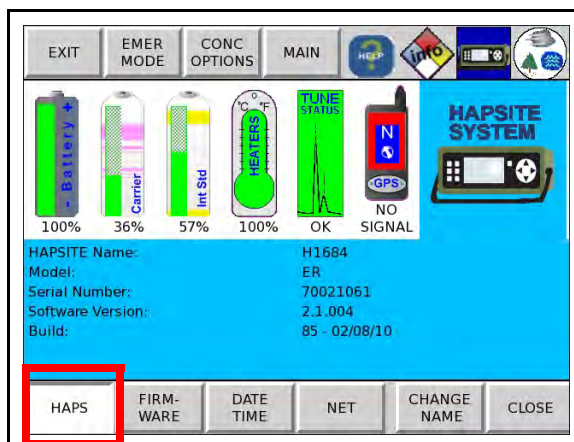 EXIT
EMER MODE
CONC OPTIONS
MAIN
HELP
info
- Battery +
Carrier
Int Std
°C °F
HEATERS
TUNE
STATUS
N
GPS
HAPSITE
SYSTEM
100%
36%
57%
100%
OK
NO
SIGNAL
HAPSITE Name: H1684
Model: ER
Serial Number: 70021061
Software Version: 2.1.004
Build: 85 - 02/08/10
HAPS
FIRM-
WARE
DATE
TIME
NET
CHANGE
NAME
CLOSE